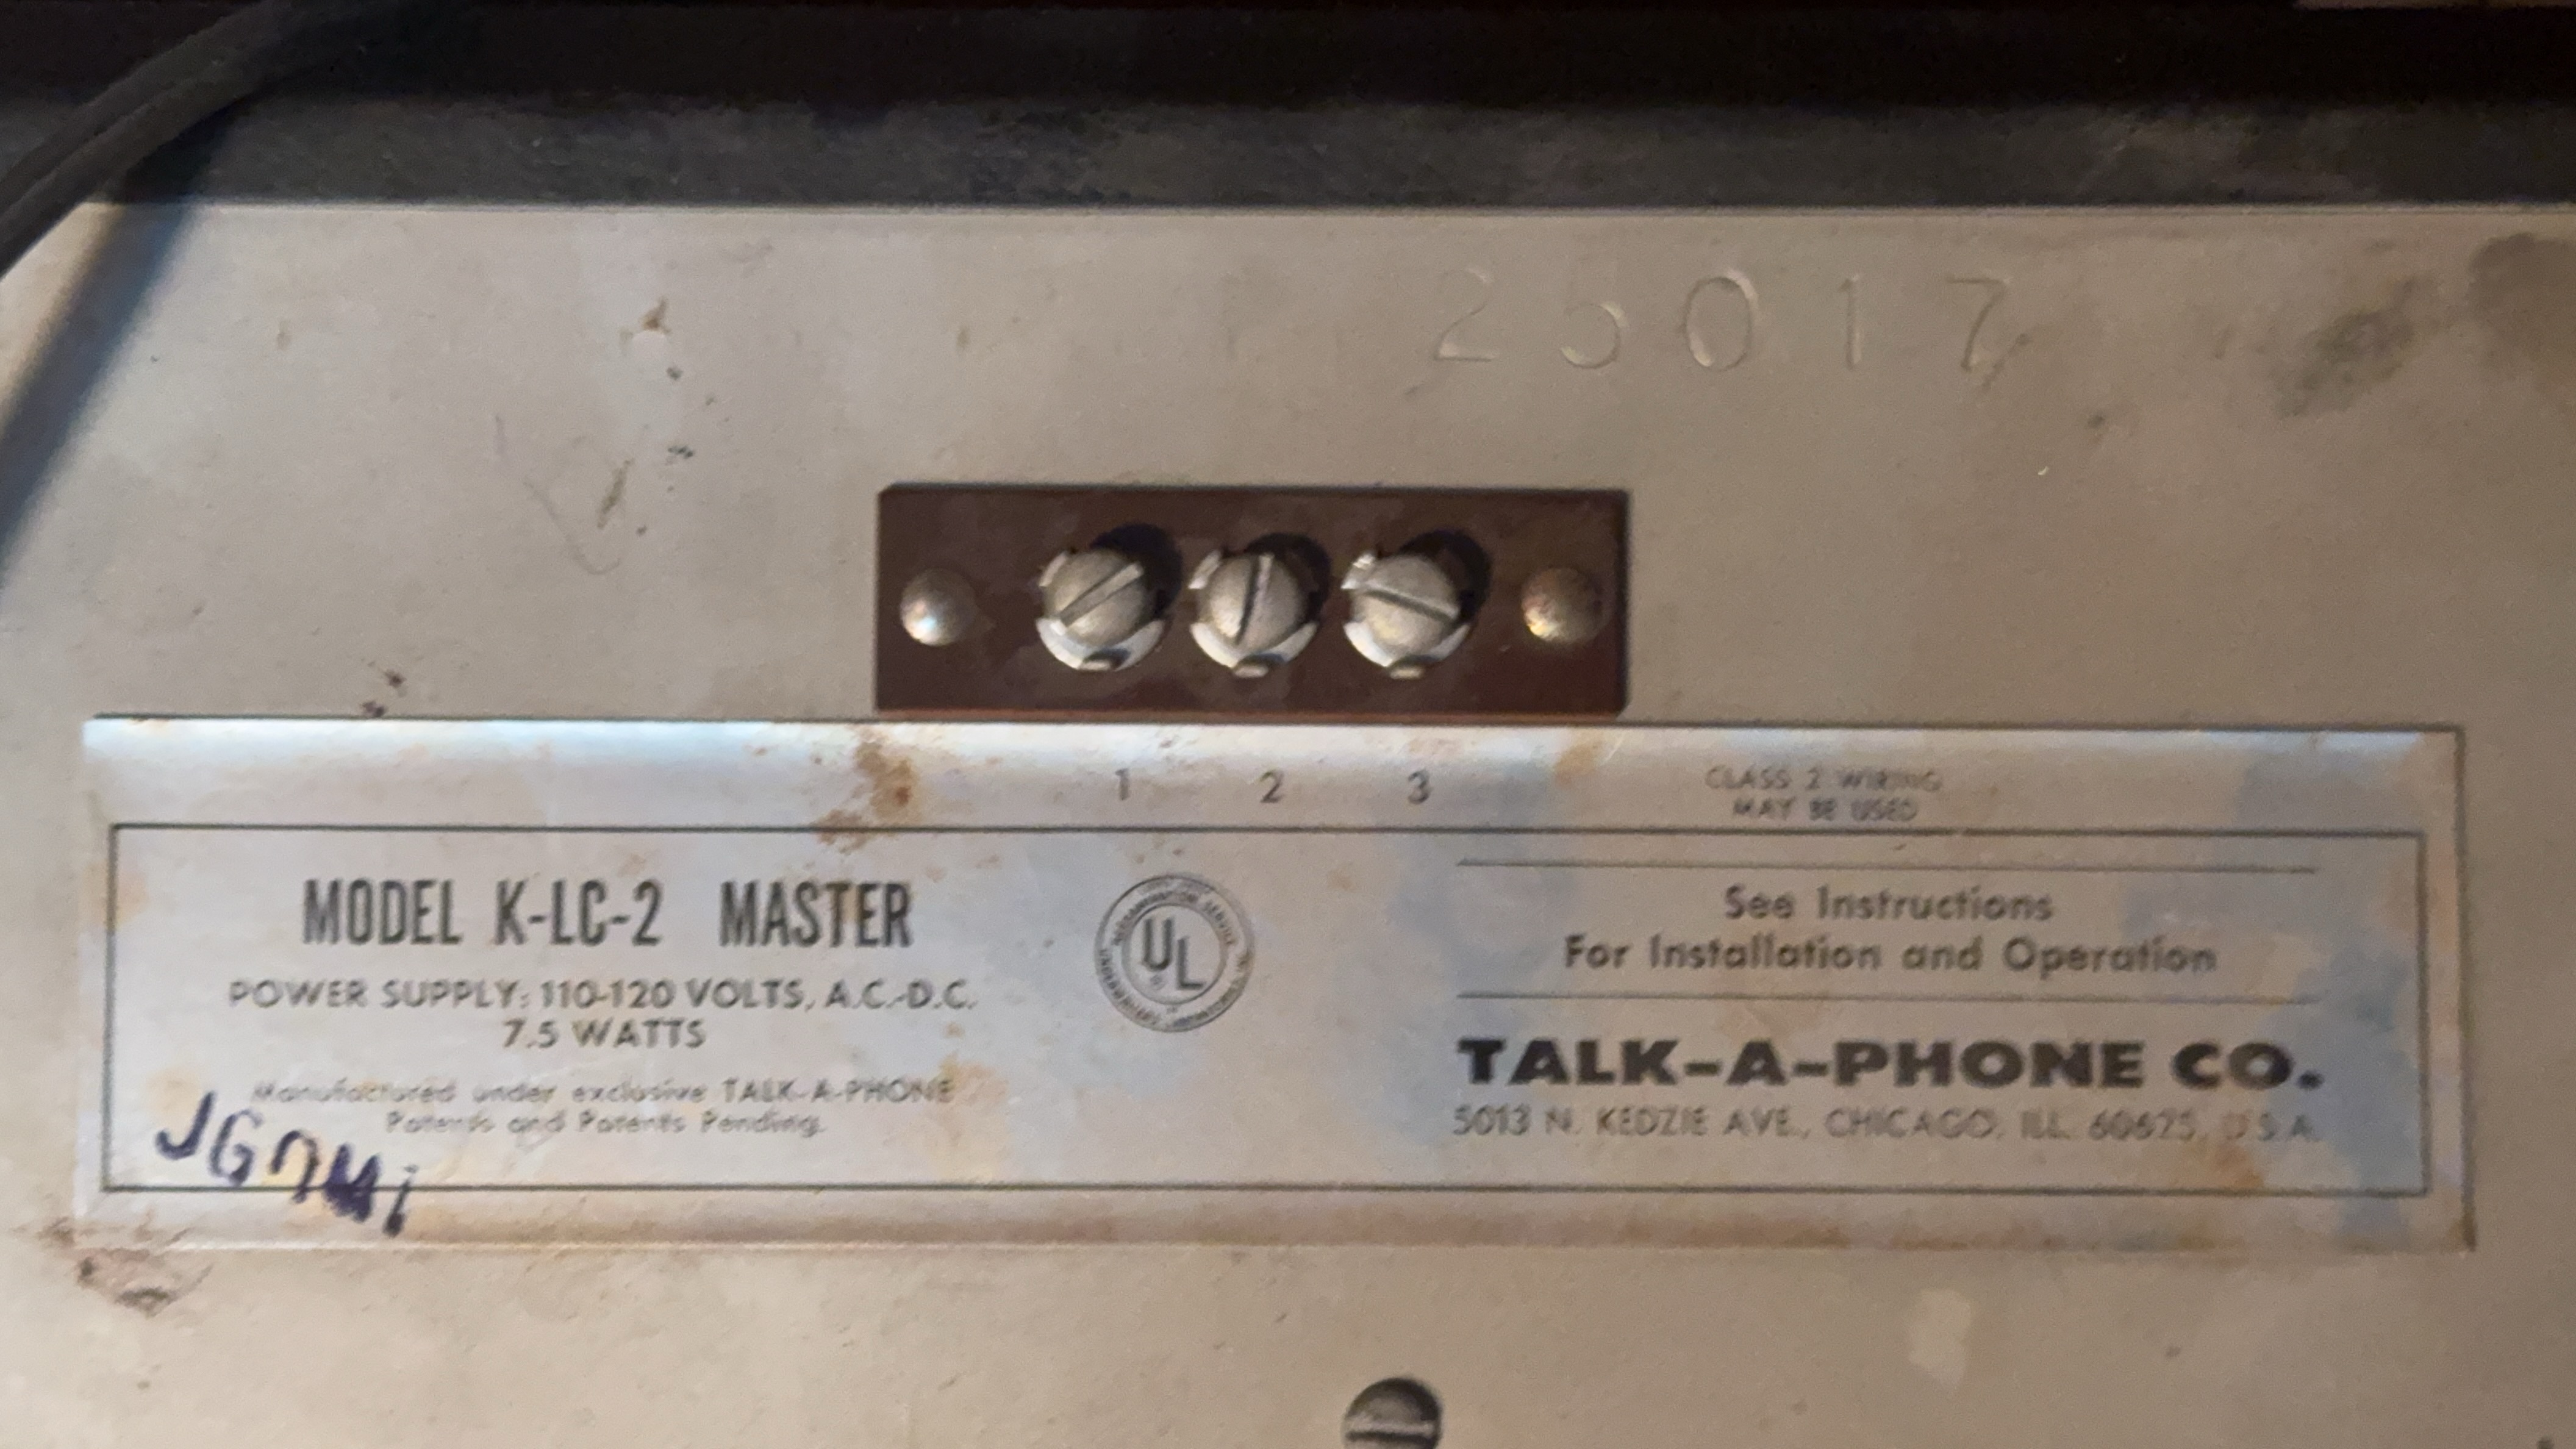 25017
1 2 3
CLASS 2 WIRING
MAY BE USED
MODEL K-LC-2 MASTER
POWER SUPPLY: 110-120 VOLTS, A.C.-D.C.
7.5 WATTS
Manufactured under exclusive TALK-A-PHONE
Patents and Patents Pending.
UL
See Instructions
For Installation and Operation
TALK-A-PHONE CO.
5013 N. KEDZIE AVE., CHICAGO, ILL. 60625, U.S.A.